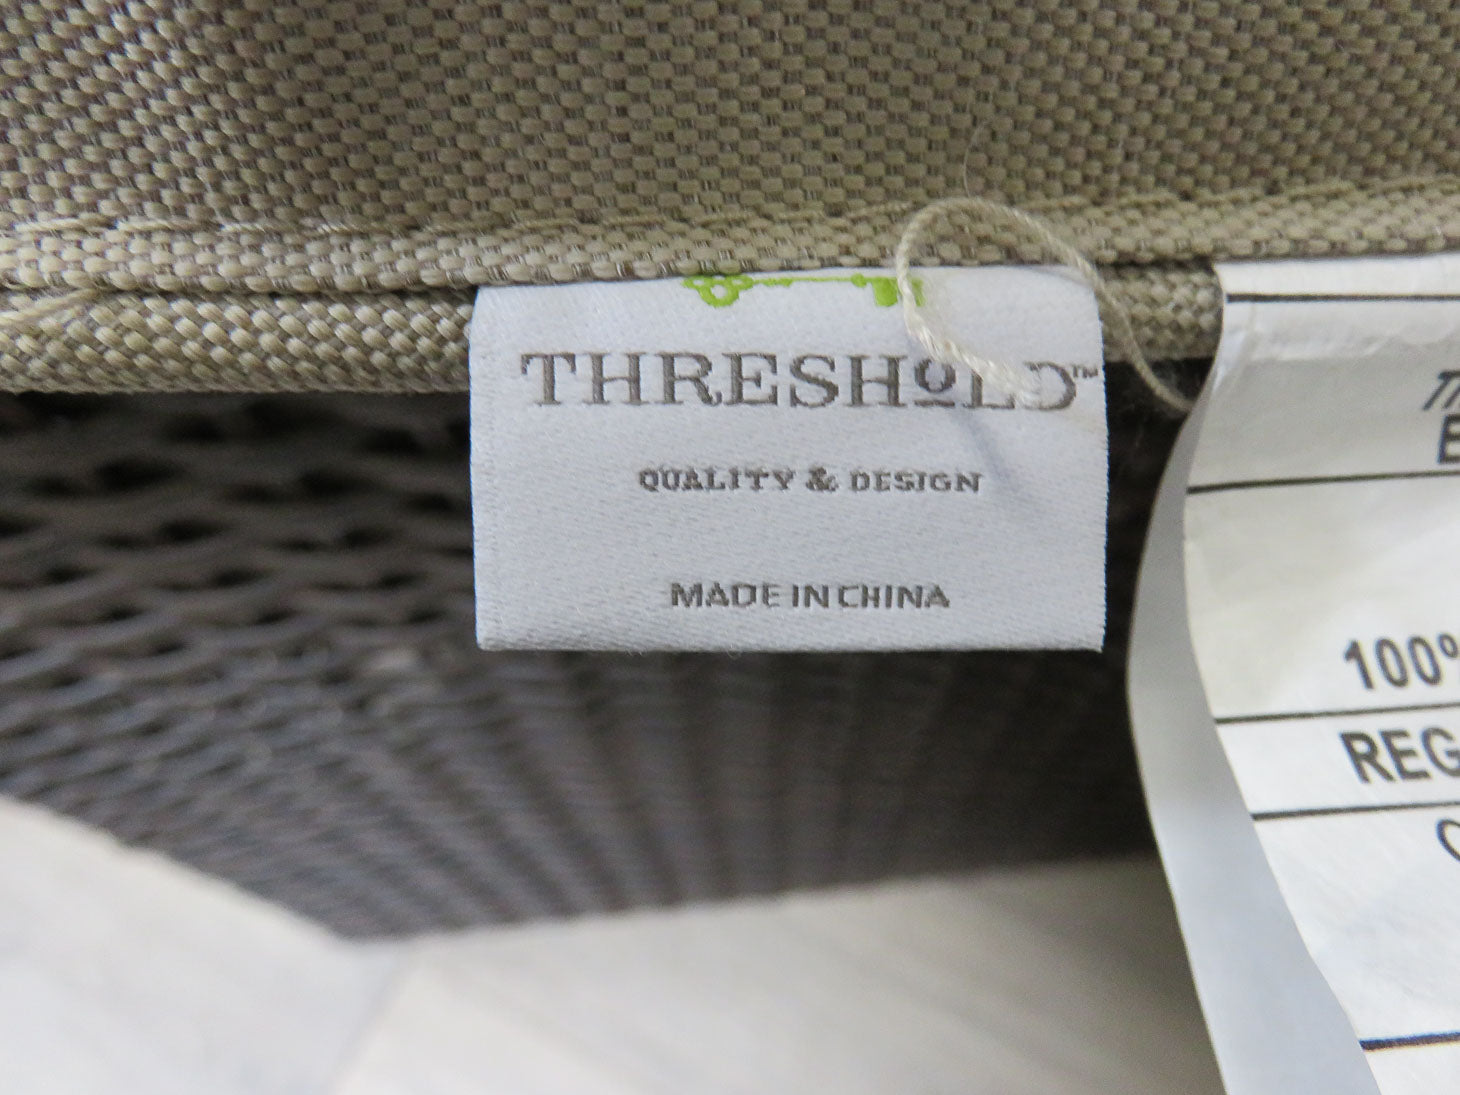 THRESHOLD™
QUALITY & DESIGN
MADE IN CHINA
100%
REG